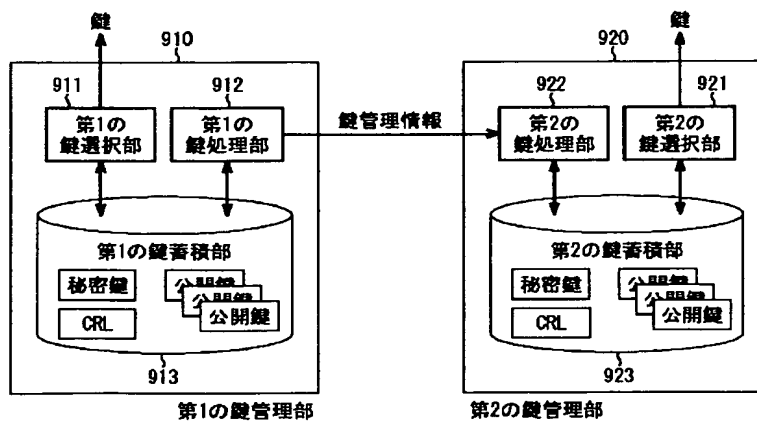 鍵
910
911
912
第1の
鍵選択部
第1の
鍵処理部
第1の鍵蓄積部
秘密鍵
CRL
公開鍵
公開鍵
公開鍵
913
第1の鍵管理部
鍵管理情報
鍵
920
922
921
第2の
鍵処理部
第2の
鍵選択部
第2の鍵蓄積部
秘密鍵
CRL
公開鍵
公開鍵
公開鍵
923
第2の鍵管理部